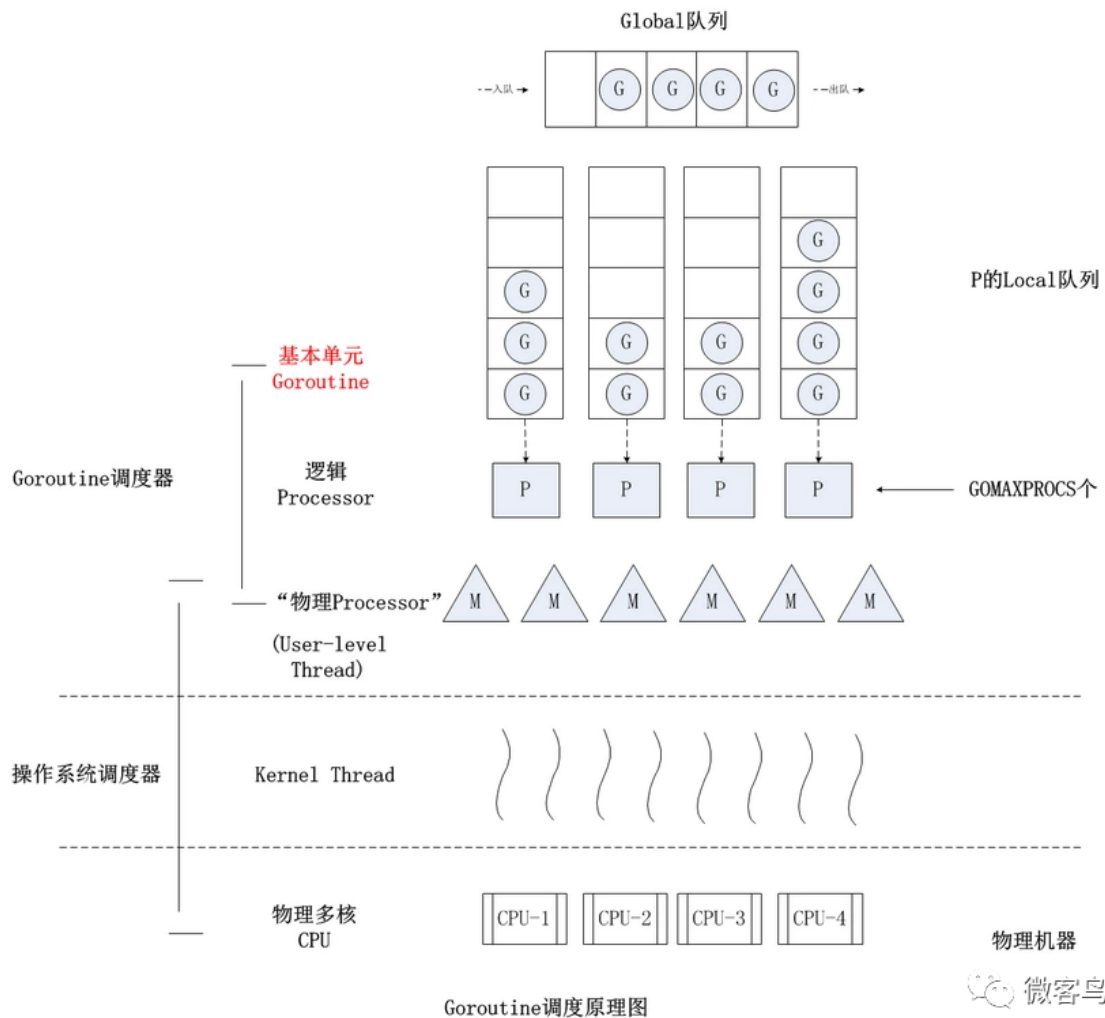 Global队列
入队
G G G G
出队
G
G G
G G G G
G G G G
P的Local队列
基本单元
Goroutine
Goroutine调度器
逻辑
Processor
P P P P
GOMAXPROCS个
“物理Processor”
M M M M M M
(User-level
Thread)
操作系统调度器
Kernel Thread
物理多核
CPU
CPU-1 CPU-2 CPU-3 CPU-4
物理机器
微客鸟
Goroutine调度原理图